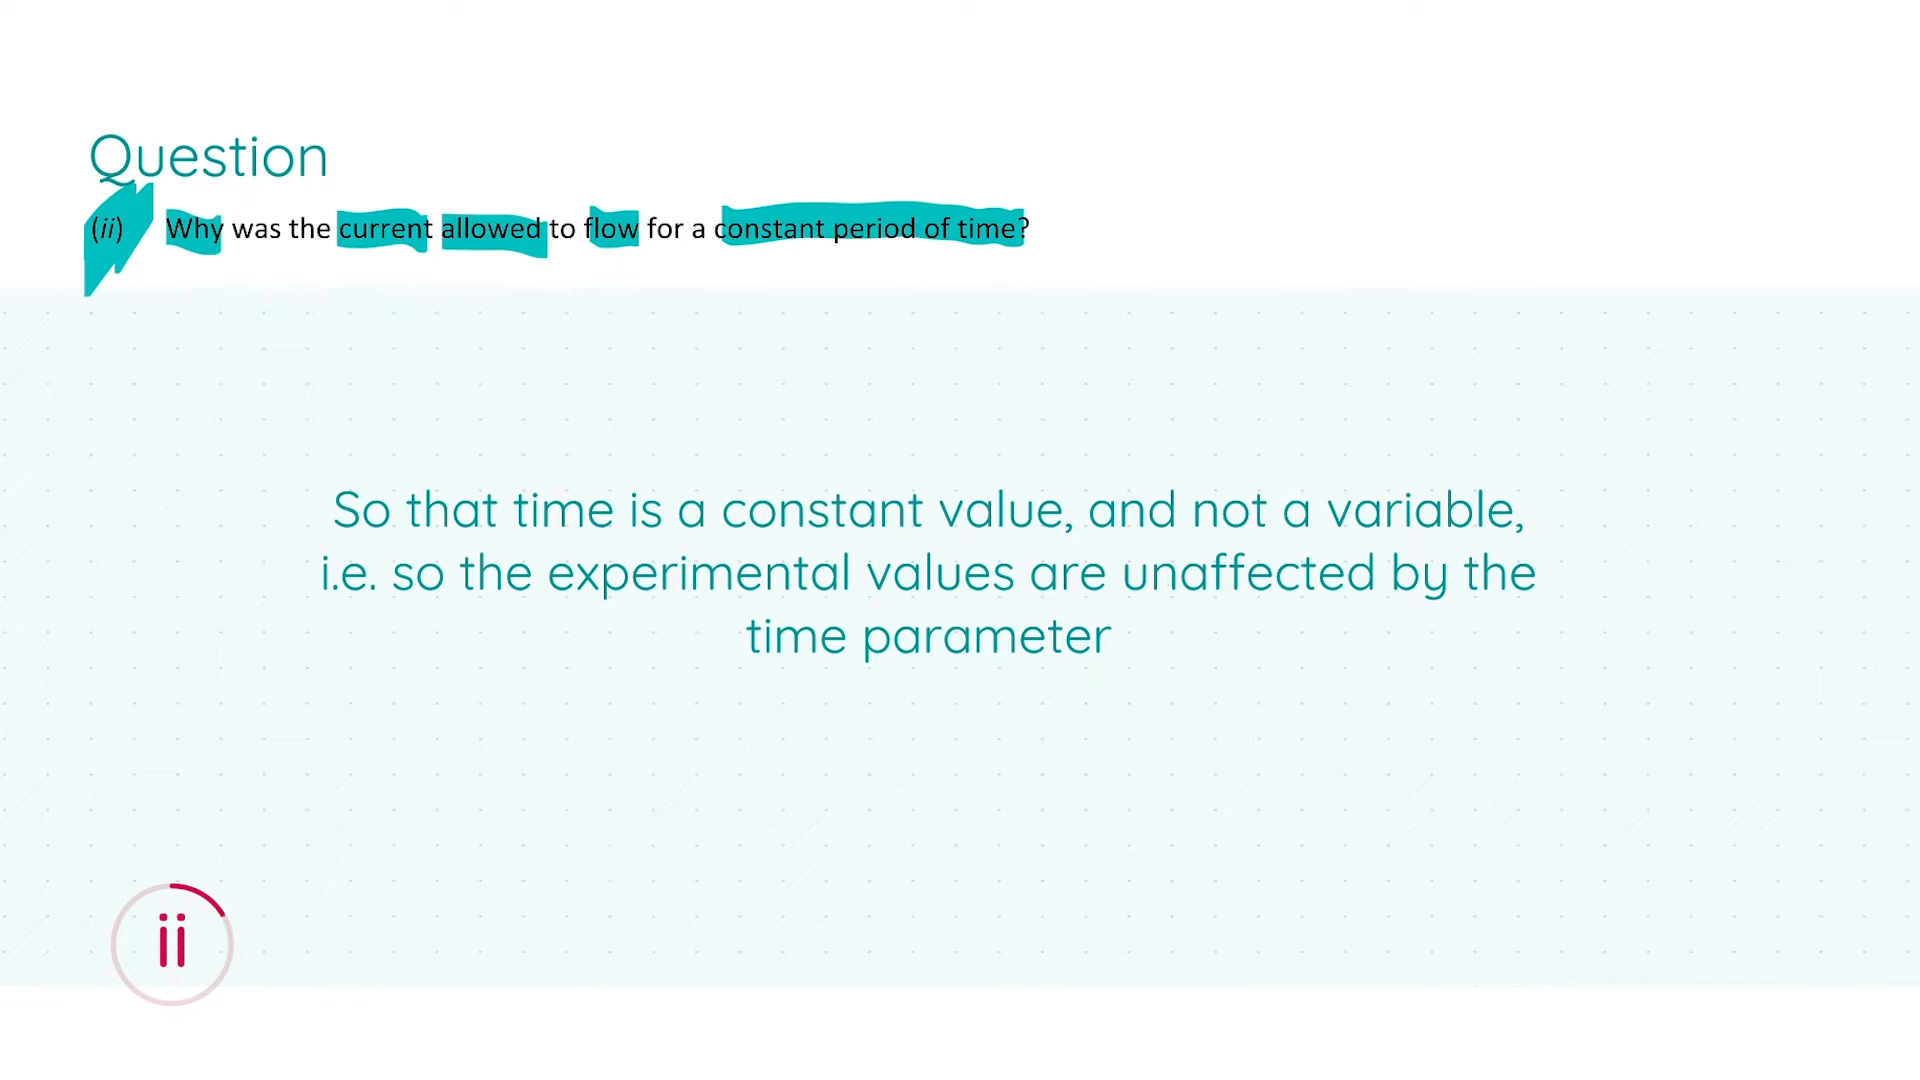 Question
(ii) Why was the current allowed to flow for a constant period of time?
So that time is a constant value, and not a variable,
i.e. so the experimental values are unaffected by the
time parameter
ii